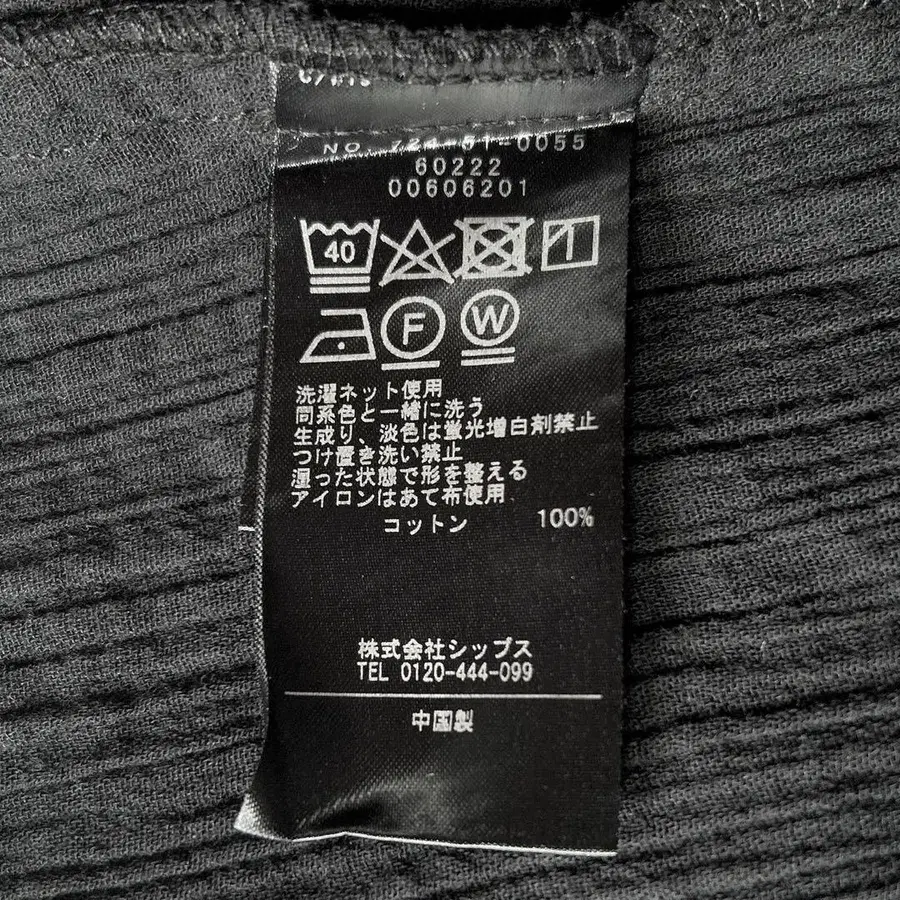 NO. 724-51-0055
60222
00606201
40
F
W
洗濯ネット使用
同系色と一緒に洗う
生成り、淡色は蛍光増白剤禁止
つけ置き洗い禁止
湿った状態で形を整える
アイロンはあて布使用
コットン 100%
株式会社シップス
TEL 0120-444-099
中国製